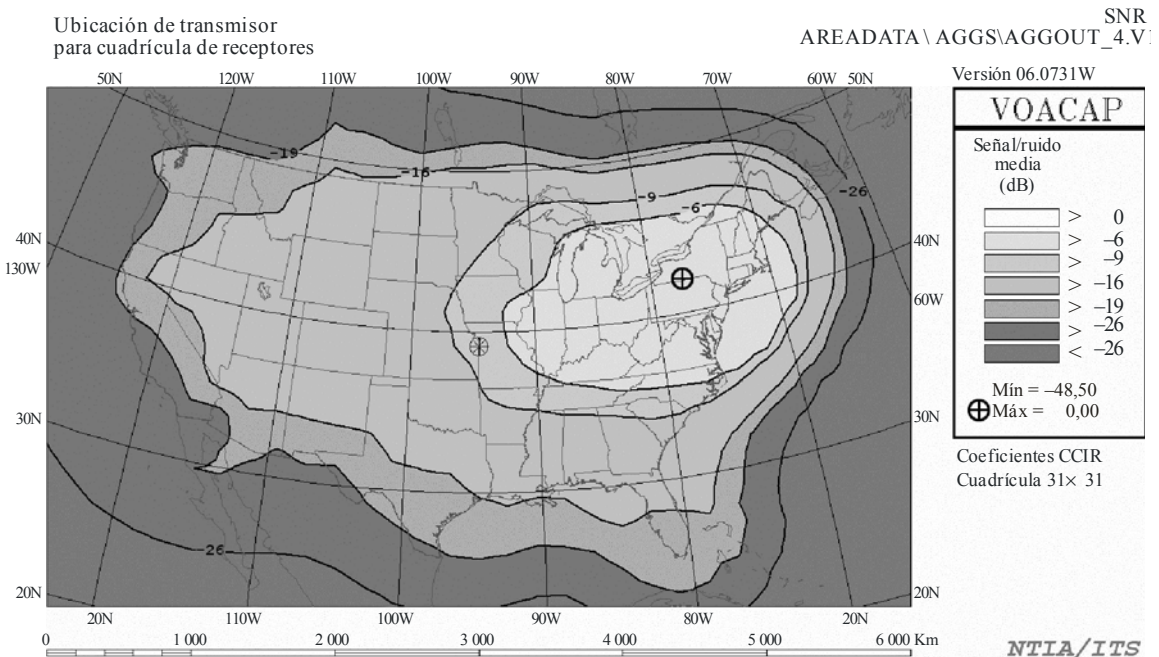 Ubicación de transmisor
para cuadrícula de receptores
SNR
AREADATA\ AGGS\AGGOUT_4.V1
50N 120W 110W 100W 90W 80W 70W 60W 50N
Versión 06.0731W
VOACAP
Señal/ruido
media
(dB)
> 0
> –6
> –9
> –16
> –19
> –26
< –26
Mín = –48,50
Máx = 0,00
Coeficientes CCIR
Cuadrícula 31× 31
-19
-16
-9
-6
-26
-26
40N
130W
30N
20N
40N
60W
30N
20N
20N 110W 100W 90W 80W 20N
0 1 000 2 000 3 000 4 000 5 000 6 000 Km
NTIA/ITS